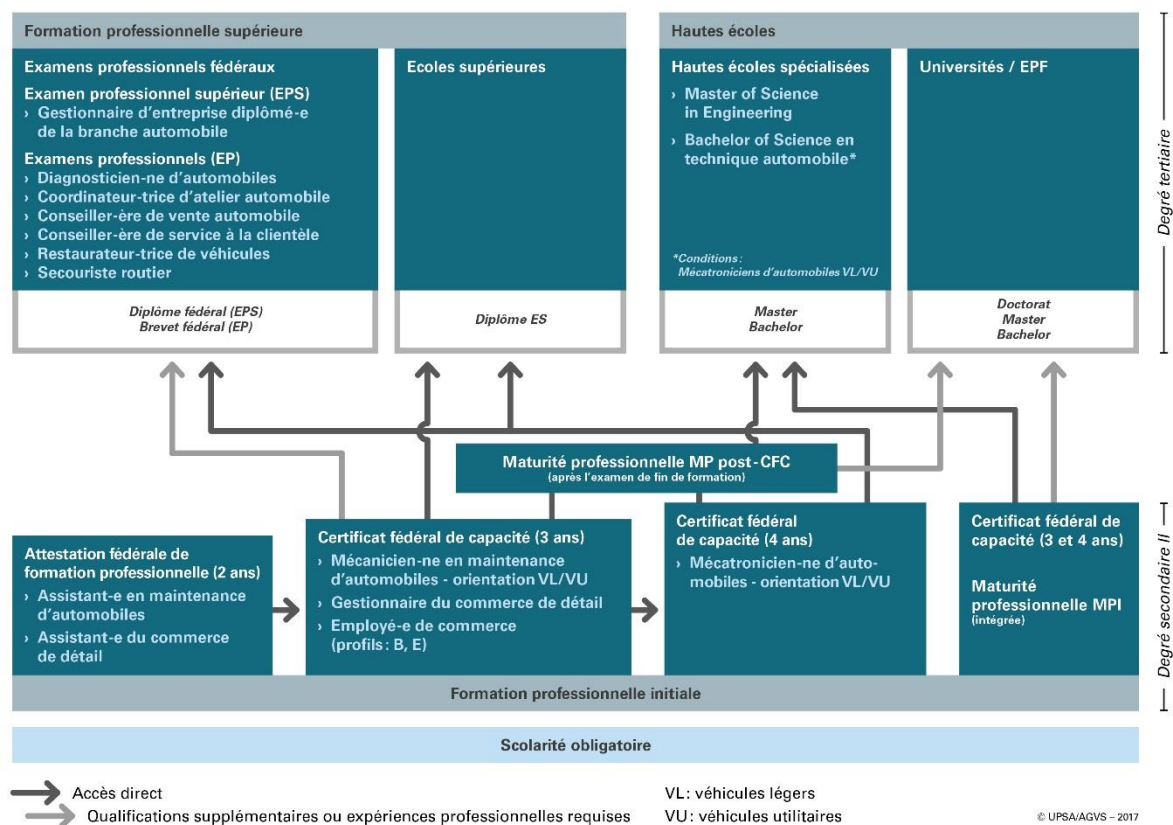 Formation professionnelle supérieure
Examens professionnels fédéraux
Examen professionnel supérieur (EPS)
› Gestionnaire d'entreprise diplômé-e
de la branche automobile
Examens professionnels (EP)
› Diagnosticien-ne d'automobiles
› Coordinateur-trice d'atelier automobile
› Conseiller-ère de vente automobile
› Conseiller-ère de service à la clientèle
› Restaurateur-trice de véhicules
› Secouriste routier
Diplôme fédéral (EPS)
Brevet fédéral (EP)
Ecoles supérieures
Diplôme ES
Hautes écoles
Hautes écoles spécialisées
› Master of Science
in Engineering
› Bachelor of Science en
technique automobile*
*Conditions :
Mécatroniciens d'automobiles VL/VU
Master
Bachelor
Universités / EPF
Doctorat
Master
Bachelor
Degré tertiaire
Maturité professionnelle MP post-CFC
(après l'examen de fin de formation)
Attestation fédérale de
formation professionnelle (2 ans)
› Assistant-e en maintenance
d'automobiles
› Assistant-e du commerce
de détail
Certificat fédéral de capacité (3 ans)
› Mécanicien-ne en maintenance
d'automobiles - orientation VL/VU
› Gestionnaire du commerce de détail
› Employé-e de commerce
(profils : B, E)
Certificat fédéral
de capacité (4 ans)
› Mécatronicien-ne d'auto-
mobiles - orientation VL/VU
Certificat fédéral de
capacité (3 et 4 ans)
Maturité
professionnelle MPI
(intégrée)
Degré secondaire II
Formation professionnelle initiale
Scolarité obligatoire
Accès direct
Qualifications supplémentaires ou expériences professionnelles requises
VL : véhicules légers
VU : véhicules utilitaires
© UPSA/AGVS – 2017